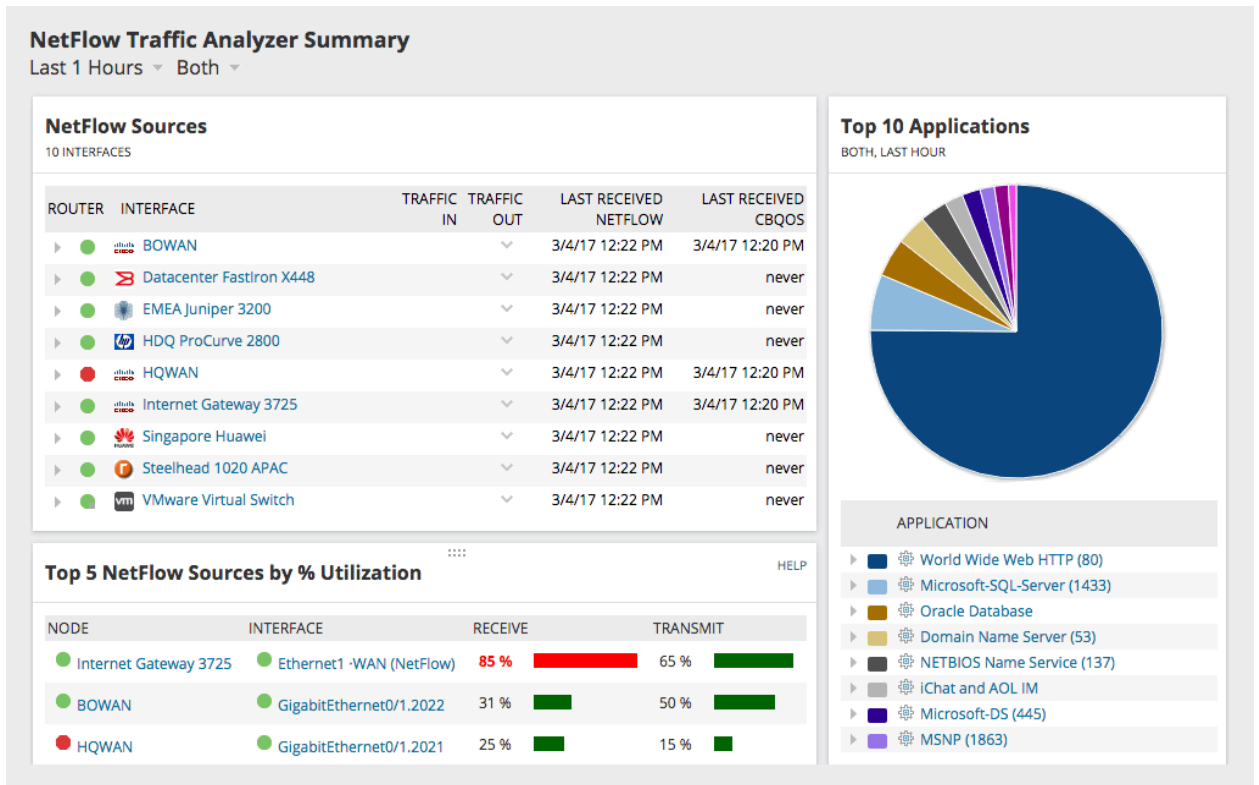 NetFlow Traffic Analyzer Summary
Last 1 Hours Both
NetFlow Sources
10 INTERFACES
ROUTER INTERFACE TRAFFIC IN TRAFFIC OUT LAST RECEIVED NETFLOW LAST RECEIVED CBQOS
BOWAN 3/4/17 12:22 PM 3/4/17 12:20 PM
Datacenter FastIron X448 3/4/17 12:22 PM never
EMEA Juniper 3200 3/4/17 12:22 PM never
HDQ ProCurve 2800 3/4/17 12:22 PM never
HQWAN 3/4/17 12:22 PM 3/4/17 12:20 PM
Internet Gateway 3725 3/4/17 12:22 PM 3/4/17 12:20 PM
Singapore Huawei 3/4/17 12:22 PM never
Steelhead 1020 APAC 3/4/17 12:22 PM never
vm VMware Virtual Switch 3/4/17 12:22 PM never
Top 5 NetFlow Sources by % Utilization HELP
NODE INTERFACE RECEIVE TRANSMIT
Internet Gateway 3725 Ethernet1 -WAN (NetFlow) 85 % 65 %
BOWAN GigabitEthernet0/1.2022 31 % 50 %
HQWAN GigabitEthernet0/1.2021 25 % 15 %
Top 10 Applications
BOTH, LAST HOUR
APPLICATION
World Wide Web HTTP (80)
Microsoft-SQL-Server (1433)
Oracle Database
Domain Name Server (53)
NETBIOS Name Service (137)
iChat and AOL IM
Microsoft-DS (445)
MSNP (1863)